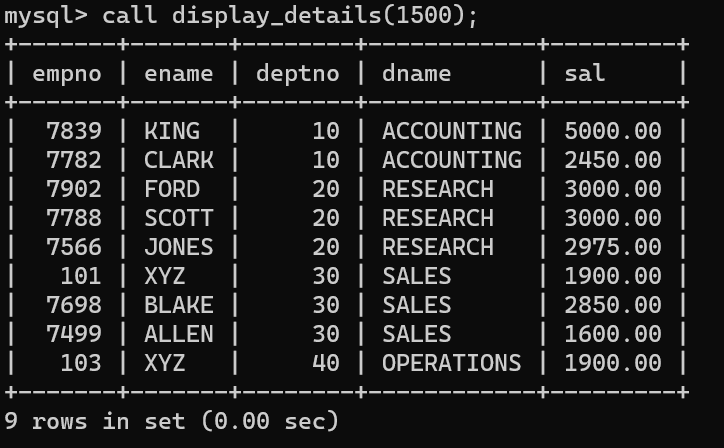 mysql> call display_details(1500);
+-------+-------+--------+------------+---------+
| empno | ename | deptno | dname      | sal     |
+-------+-------+--------+------------+---------+
|  7839 | KING  |     10 | ACCOUNTING | 5000.00 |
|  7782 | CLARK |     10 | ACCOUNTING | 2450.00 |
|  7902 | FORD  |     20 | RESEARCH   | 3000.00 |
|  7788 | SCOTT |     20 | RESEARCH   | 3000.00 |
|  7566 | JONES |     20 | RESEARCH   | 2975.00 |
|   101 | XYZ   |     30 | SALES      | 1900.00 |
|  7698 | BLAKE |     30 | SALES      | 2850.00 |
|  7499 | ALLEN |     30 | SALES      | 1600.00 |
|   103 | XYZ   |     40 | OPERATIONS | 1900.00 |
+-------+-------+--------+------------+---------+
9 rows in set (0.00 sec)